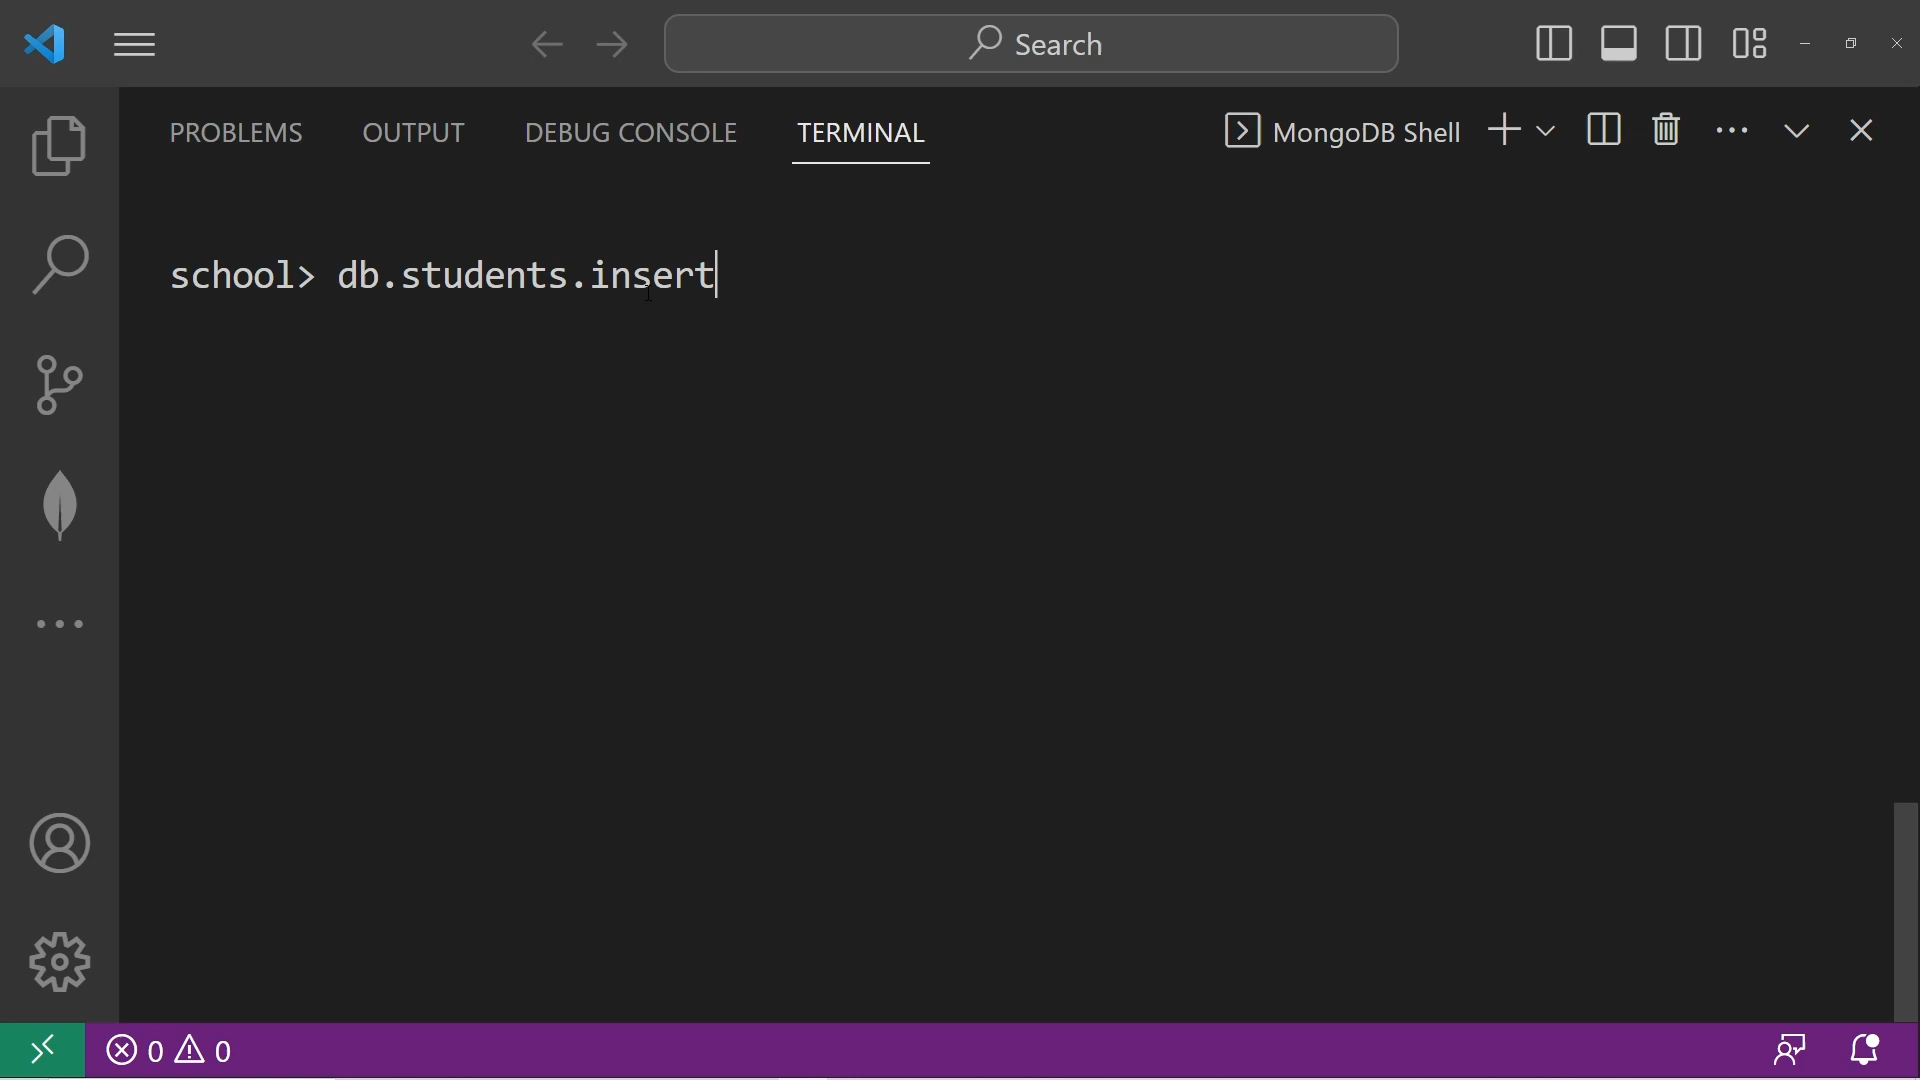 Search
PROBLEMS OUTPUT DEBUG CONSOLE TERMINAL MongoDB Shell
school> db.students.insert
0 0